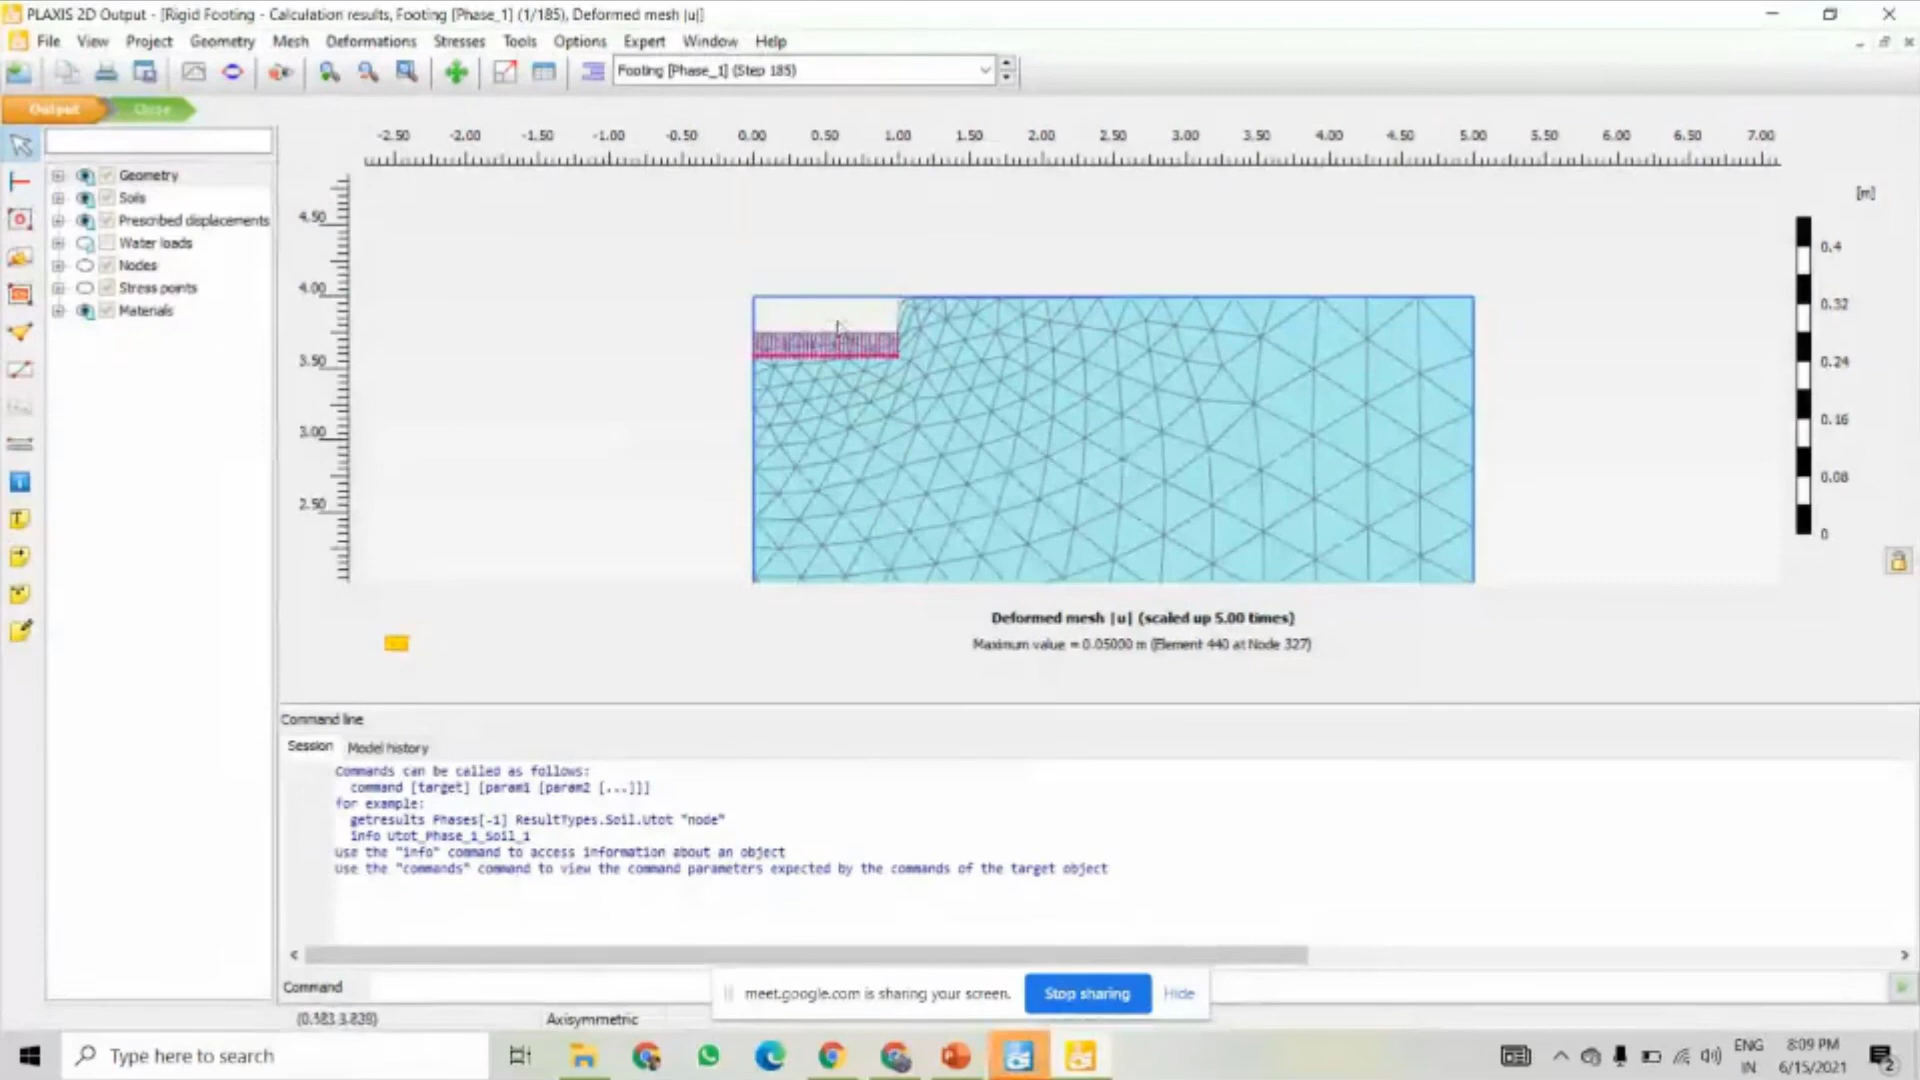 PLAXIS 2D Output - [Rigid Footing - Calculation results, Footing [Phase_1] (1/185), Deformed mesh |u|]
File View Project Geometry Mesh Deformations Stresses Tools Options Expert Window Help
Footing [Phase_1] (Step 185)
Output Close
-2.50 -2.00 -1.50 -1.00 -0.50 0.00 0.50 1.00 1.50 2.00 2.50 3.00 3.50 4.00 4.50 5.00 5.50 6.00 6.50 7.00
Geometry
Soils
Prescribed displacements
Water loads
Nodes
Stress points
Materials
4.50
4.00
3.50
3.00
2.50
[m]
0.4
0.32
0.24
0.16
0.08
0
Deformed mesh |u| (scaled up 5.00 times)
Maximum value = 0.05000 m (Element 440 at Node 327)
Command line
Session Model history
Commands can be called as follows:
command [target] [param1 [param2 [...]]]
for example:
getresults Phases[-1] ResultTypes.Soil.Utot "node"
info Utot_Phase_1_Soil_1
Use the "info" command to access information about an object
Use the "commands" command to view the command parameters expected by the commands of the target object
Command
meet.google.com is sharing your screen. Stop sharing Hide
Axisymmetric
Type here to search
ENG
IN
8:09 PM
6/15/2021
2